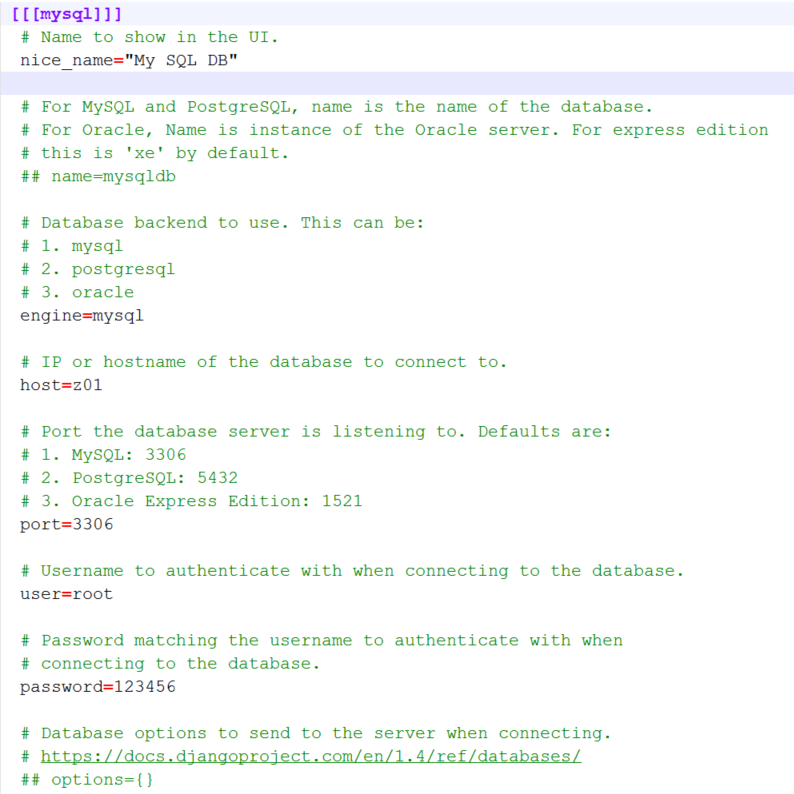 [[[mysql]]]
# Name to show in the UI.
nice_name="My SQL DB"
# For MySQL and PostgreSQL, name is the name of the database.
# For Oracle, Name is instance of the Oracle server. For express edition
# this is 'xe' by default.
## name=mysqldb
# Database backend to use. This can be:
# 1. mysql
# 2. postgresql
# 3. oracle
engine=mysql
# IP or hostname of the database to connect to.
host=z01
# Port the database server is listening to. Defaults are:
# 1. MySQL: 3306
# 2. PostgreSQL: 5432
# 3. Oracle Express Edition: 1521
port=3306
# Username to authenticate with when connecting to the database.
user=root
# Password matching the username to authenticate with when
# connecting to the database.
password=123456
# Database options to send to the server when connecting.
# https://docs.djangoproject.com/en/1.4/ref/databases/
## options={}